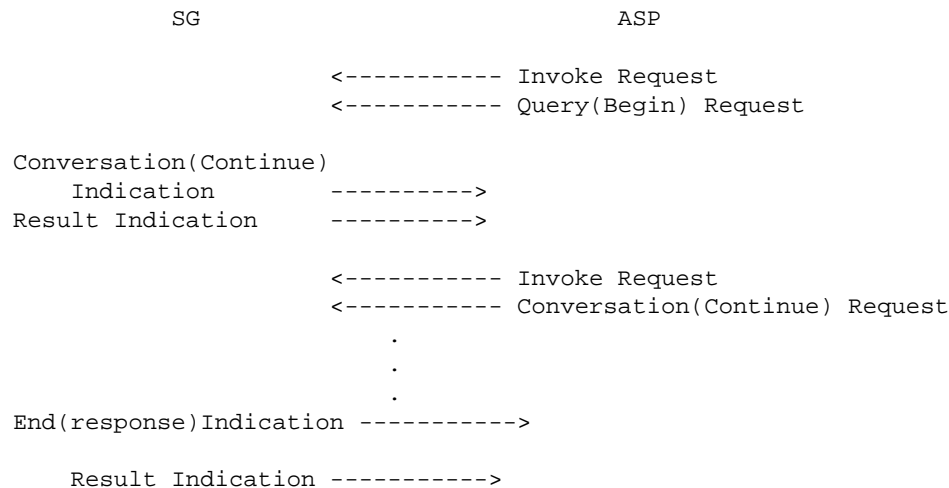 SG ASP
<----------- Invoke Request
<----------- Query(Begin) Request
Conversation(Continue)
Indication ---------->
Result Indication ---------->
<----------- Invoke Request
<----------- Conversation(Continue) Request
.
.
.
End(response)Indication ----------->
Result Indication ----------->